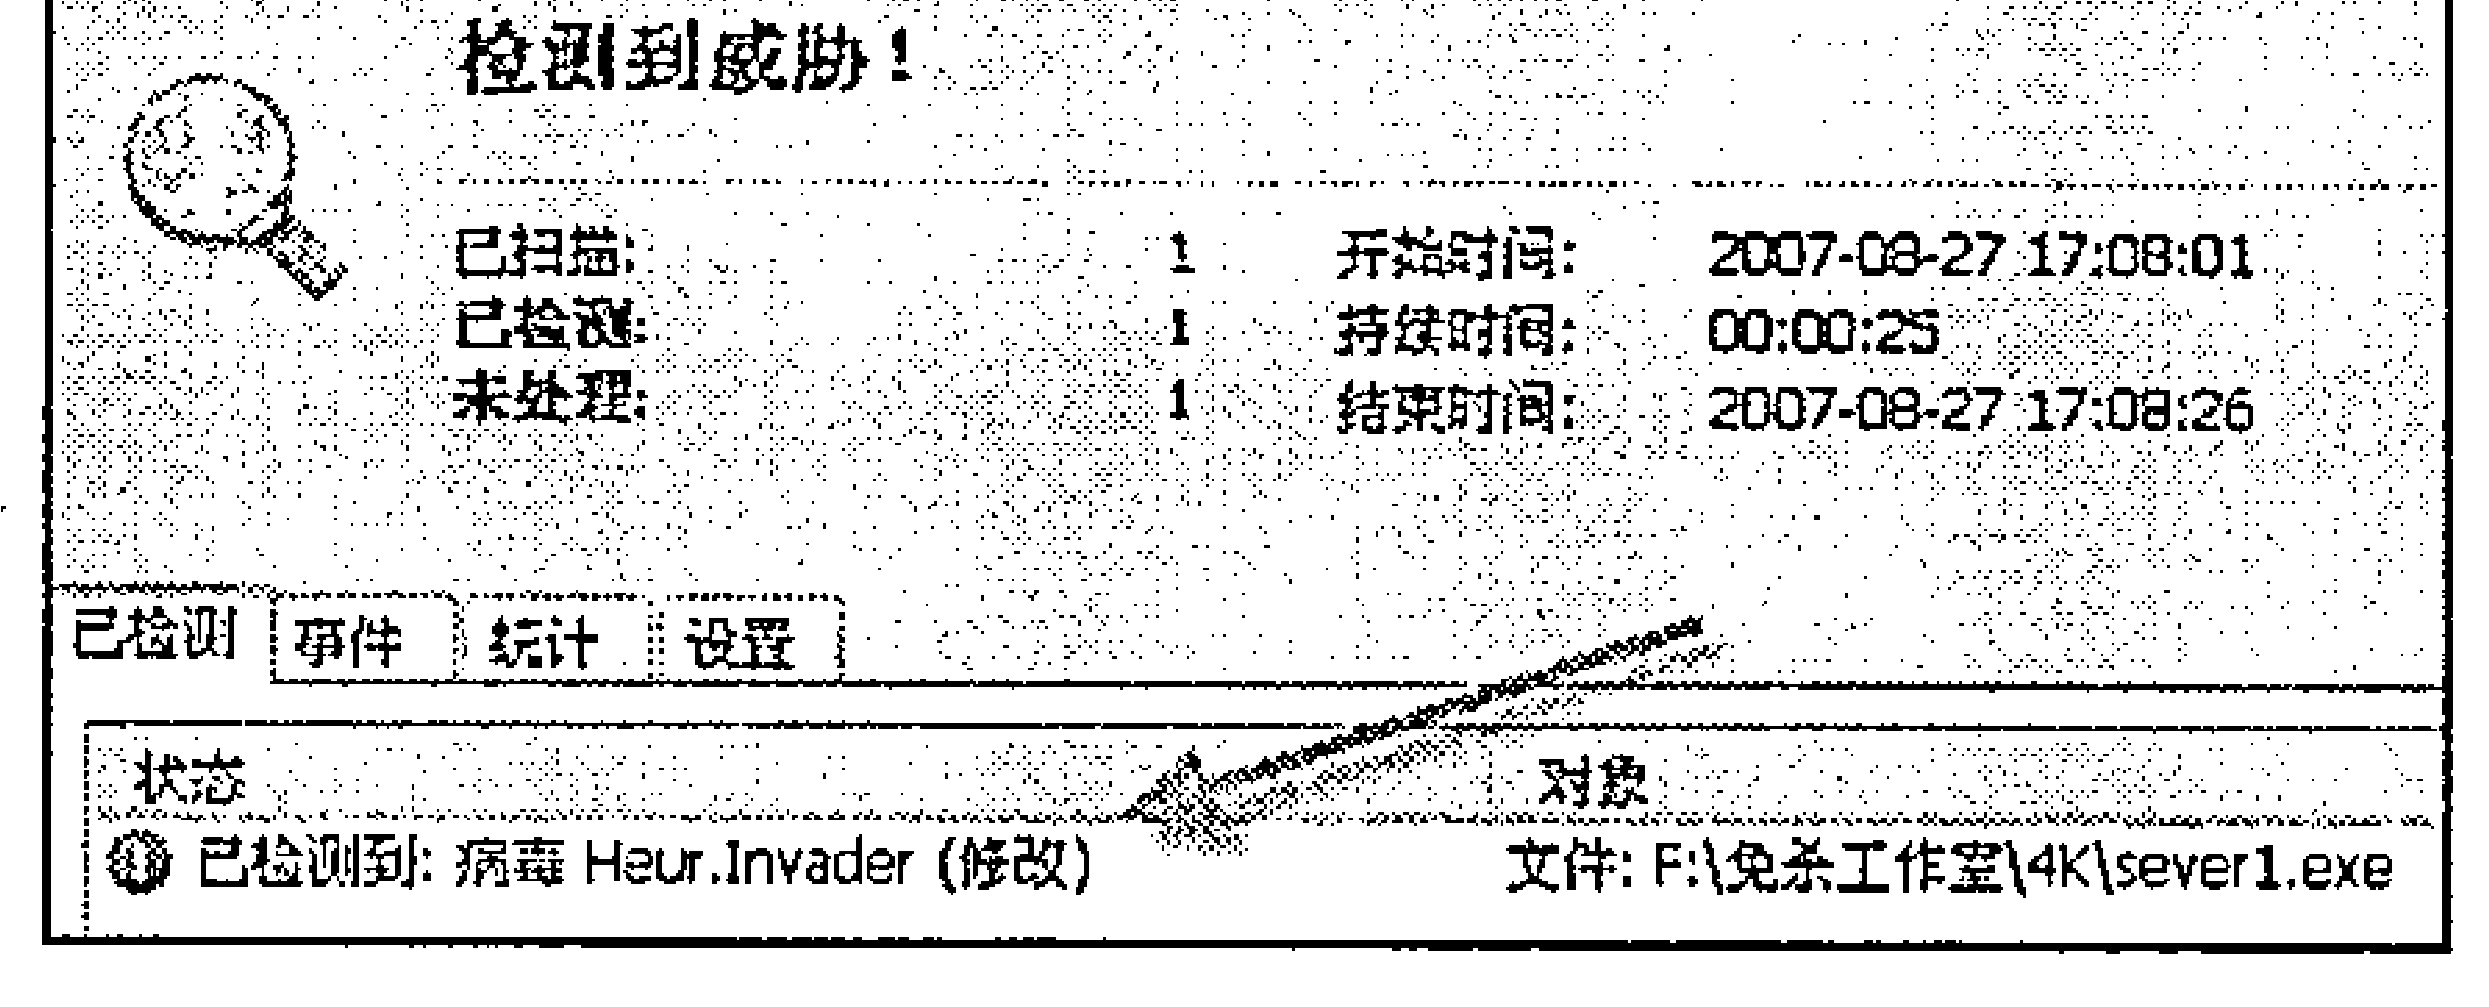 检测到威胁！
已扫描: 1 开始时间: 2007-08-27 17:08:01
已检测: 1 持续时间: 00:00:25
未处理: 1 结束时间: 2007-08-27 17:08:26
已检测 事件 统计 设置
状态 对象
已检测到: 病毒 Heur.Invader (修改) 文件: F:\免杀工作室\4K\sever1.exe